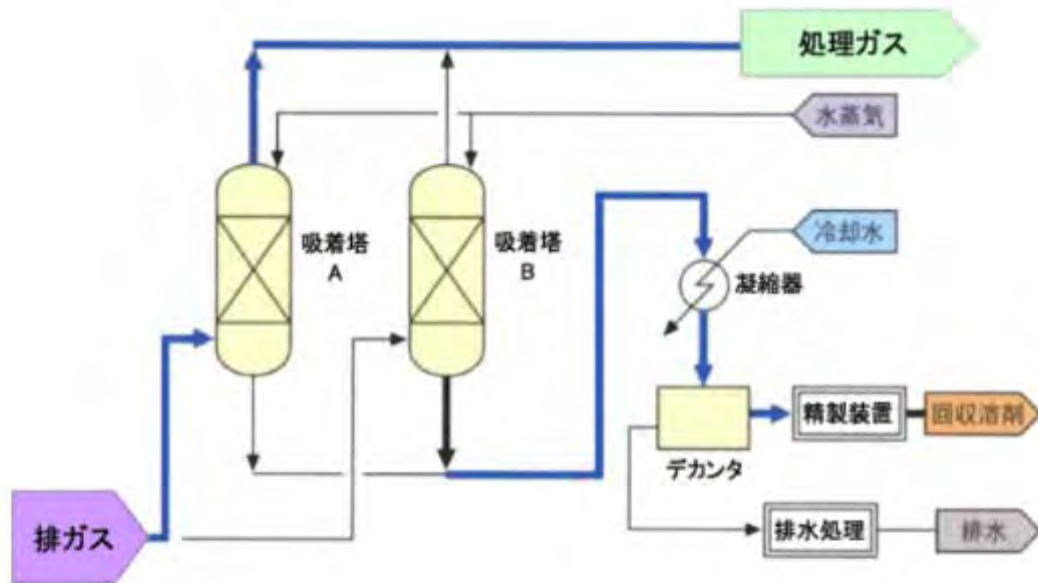 処理ガス
水蒸気
吸着塔
A
吸着塔
B
冷却水
凝縮器
精製装置
回収溶剤
デカンタ
排ガス
排水処理
排水